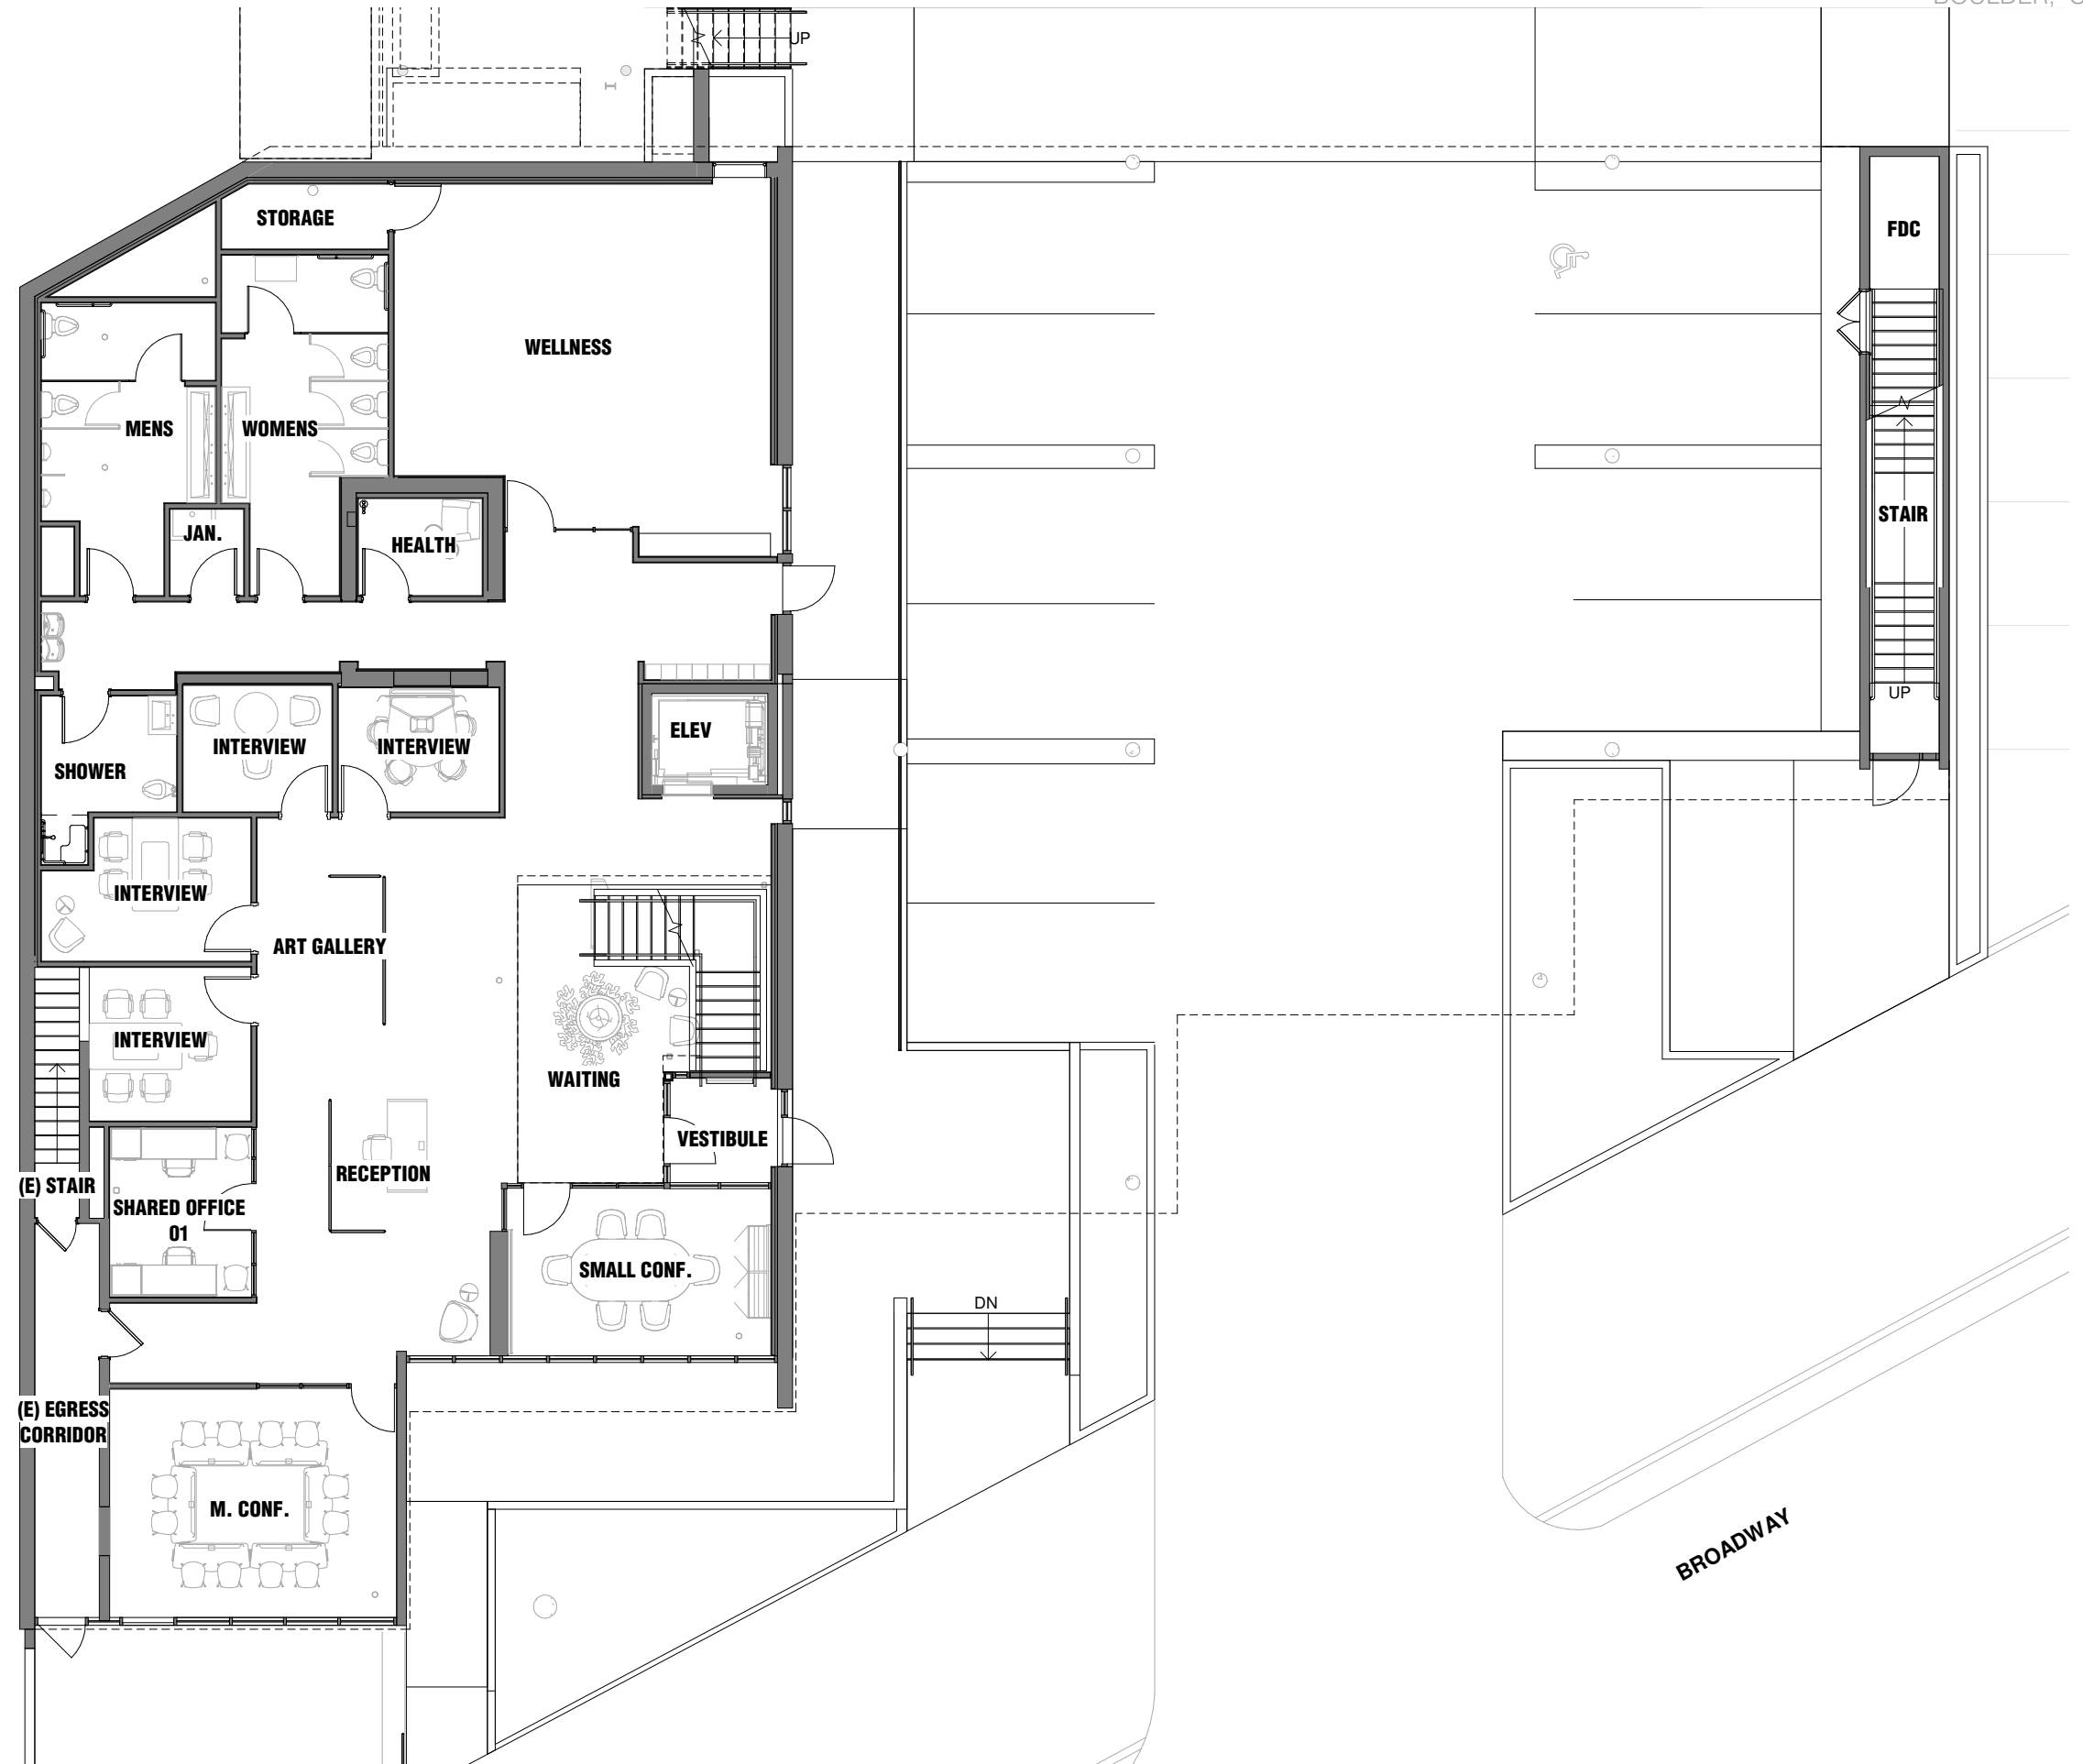 BOULDER,
UP
STORAGE
FDC
WELLNESS
MENS
WOMENS
JAN.
HEALTH
STAIR
UP
ELEV
INTERVIEW
INTERVIEW
SHOWER
INTERVIEW
ART GALLERY
INTERVIEW
WAITING
VESTIBULE
RECEPTION
(E) STAIR
SHARED OFFICE
01
SMALL CONF.
DN
(E) EGRESS
CORRIDOR
M. CONF.
BROADWAY